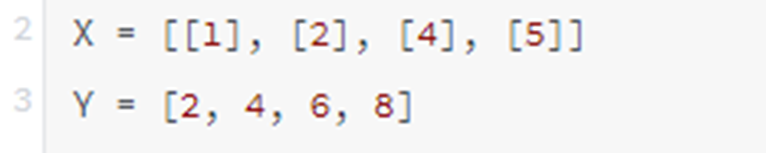 2 X = [[1], [2], [4], [5]]
3 Y = [2, 4, 6, 8]